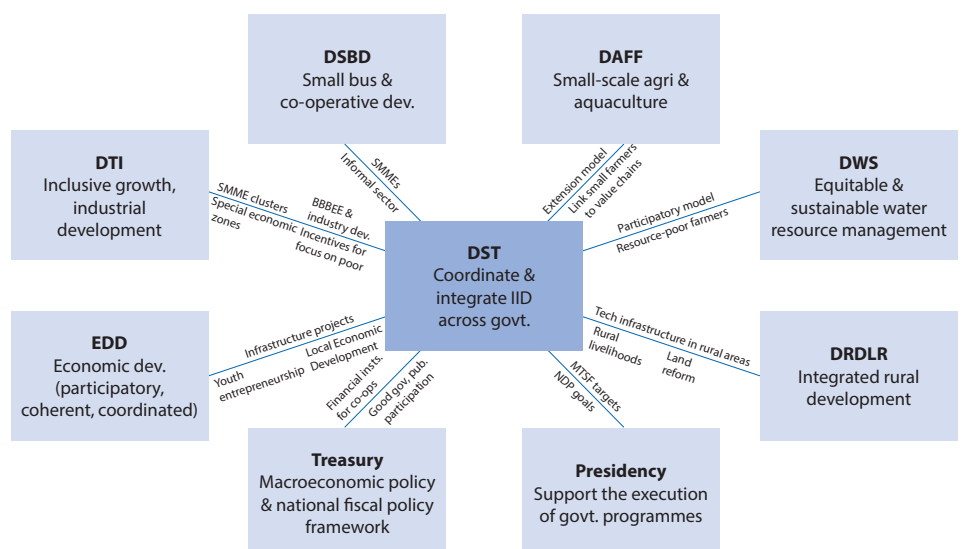 DSBD
Small bus &
co-operative dev.
DAFF
Small-scale agri &
aquaculture
DTI
Inclusive growth,
industrial
development
SMMEs
Informal sector
Extension model
Link small farmers
to value chains
DWS
Equitable &
sustainable water
resource management
SMME clusters
Special economic
zones
BBBEE &
industry dev.
Incentives for
focus on poor
Participatory model
Resource-poor farmers
DST
Coordinate &
integrate IID
across govt.
EDD
Economic dev.
(participatory,
coherent, coordinated)
Infrastructure projects
Local Economic
Development
Youth
entrepreneurship
Tech infrastructure in rural areas
Rural
livelihoods
Land
reform
DRDLR
Integrated rural
development
Financial insts.
for co-ops
Good gov, pub.
participation
MTSF targets
NDP goals
Treasury
Macroeconomic policy
& national fiscal policy
framework
Presidency
Support the execution
of govt. programmes